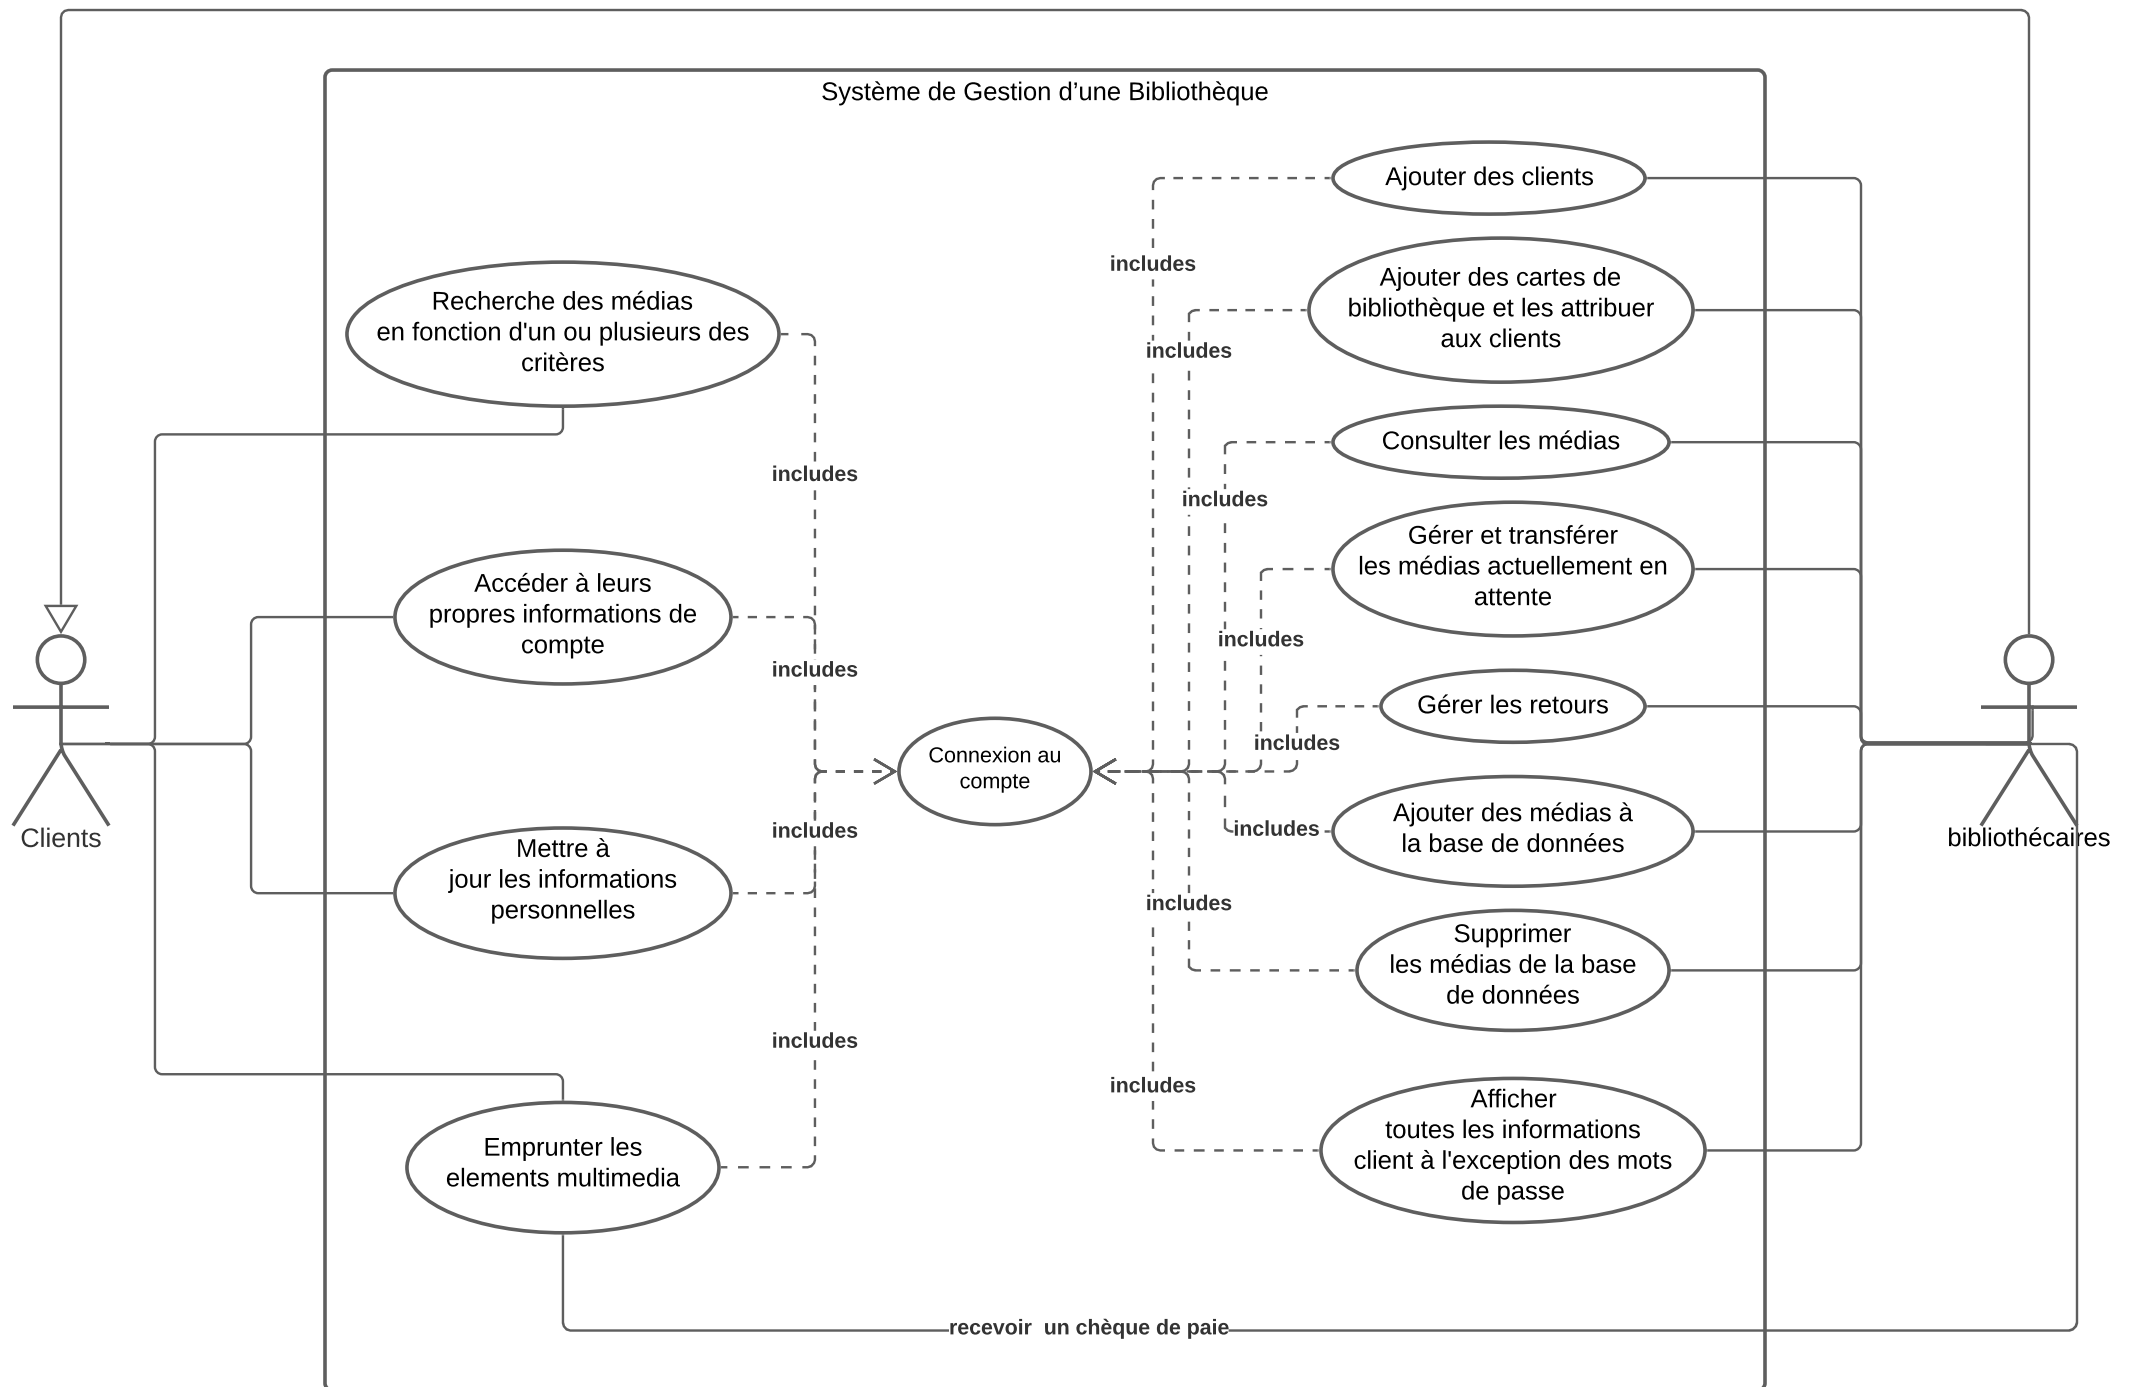 Système de Gestion d’une Bibliothèque
Ajouter des clients
includes
Ajouter des cartes de
bibliothèque et les attribuer
aux clients
Recherche des médias
en fonction d'un ou plusieurs des
critères
includes
Consulter les médias
includes
includes
Gérer et transférer
les médias actuellement en
attente
Accéder à leurs
propres informations de
compte
includes
includes
Gérer les retours
includes
Connexion au
compte
Clients
bibliothécaires
includes
includes
Ajouter des médias à
la base de données
Mettre à
jour les informations
personnelles
includes
Supprimer
les médias de la base
de données
includes
includes
Afficher
toutes les informations
client à l'exception des mots
de passe
Emprunter les
elements multimedia
recevoir  un chèque de paie